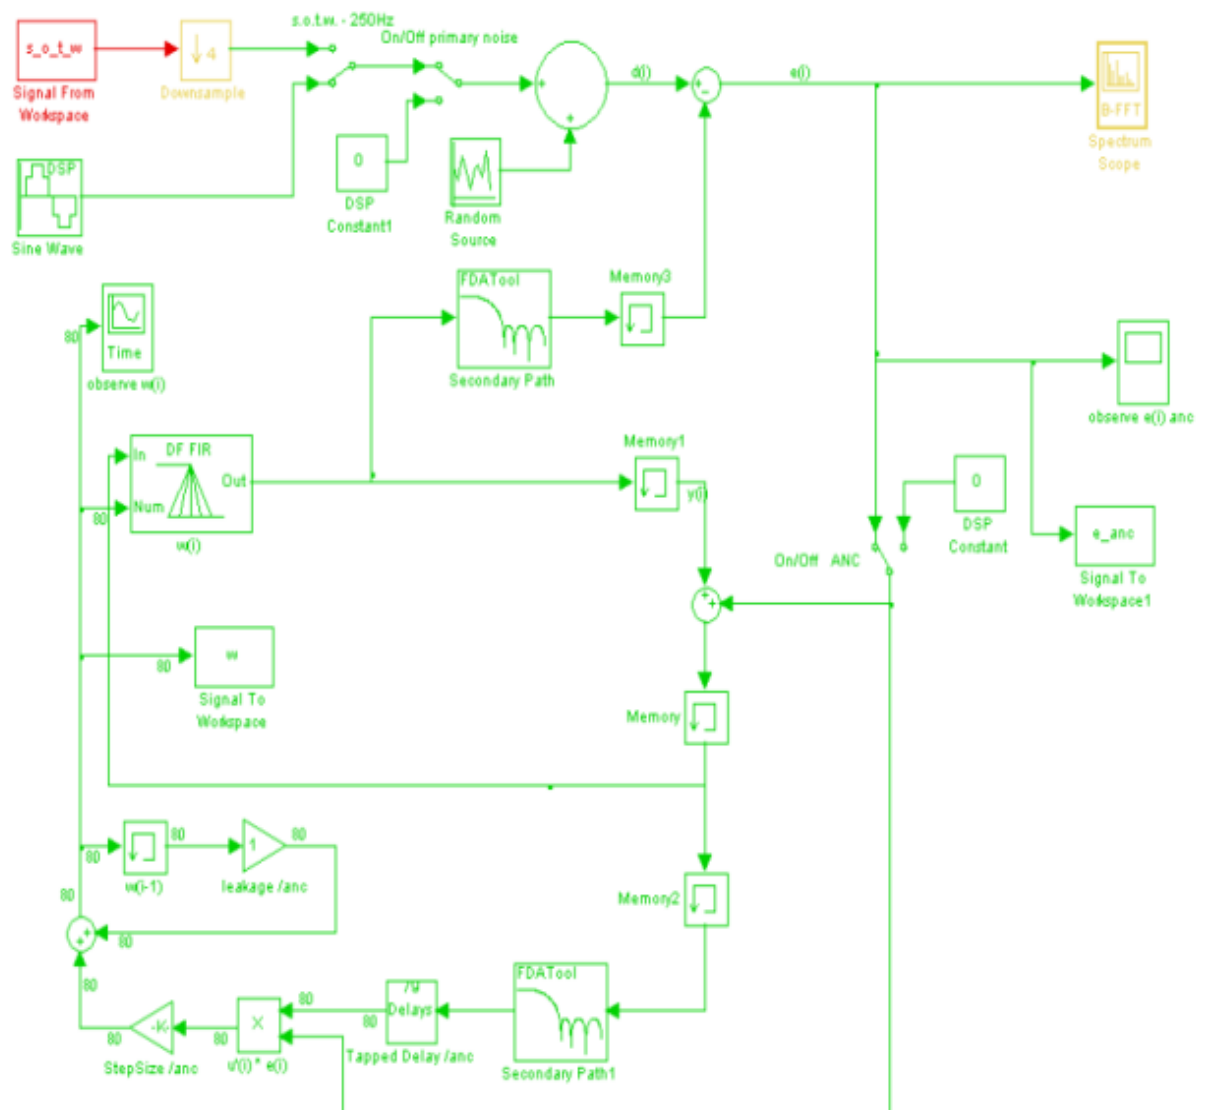 s.o.t.w. - 250Hz
On/Off primary noise
s_o_t_w
4
Signal From
Workspace
Downsample
d(i)
e(i)
+
+
+
-
B-FFT
Spectrum
Scope
DSP
Sine Wave
0
DSP
Constant1
Random
Source
FDATool
Secondary Path
Memory3
80
Time
observe w(i)
observe e(i) anc
In
DF FIR
Out
Num
80
w(i)
Memory1
y(i)
0
DSP
Constant
e_anc
Signal To
Workspace1
On/Off ANC
+
+
w
80
Signal To
Workspace
Memory
80
80
1
80
w(i-1)
leakage /anc
80
+
+
80
Memory2
80
-K-
80
StepSize /anc
X
80
80
u'(i) * e(i)
Delays
80
Tapped Delay /anc
FDATool
Secondary Path1